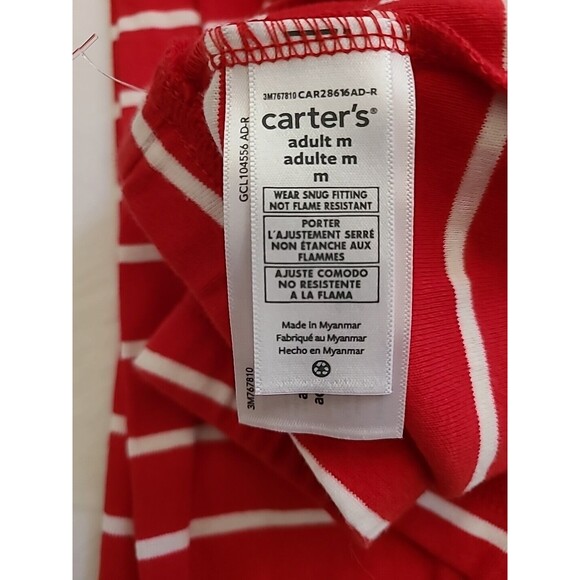 3M767810 CAR28616AD-R
carter's®
adult m
adulte m
m
WEAR SNUG FITTING
NOT FLAME RESISTANT
PORTER
L'AJUSTEMENT SERRÉ
NON ÉTANCHE AUX
FLAMMES
AJUSTE COMODO
NO RESISTENTE
A LA FLAMA
Made in Myanmar
Fabriqué au Myanmar
Hecho en Myanmar
GCL104556 AD-R
3M767810